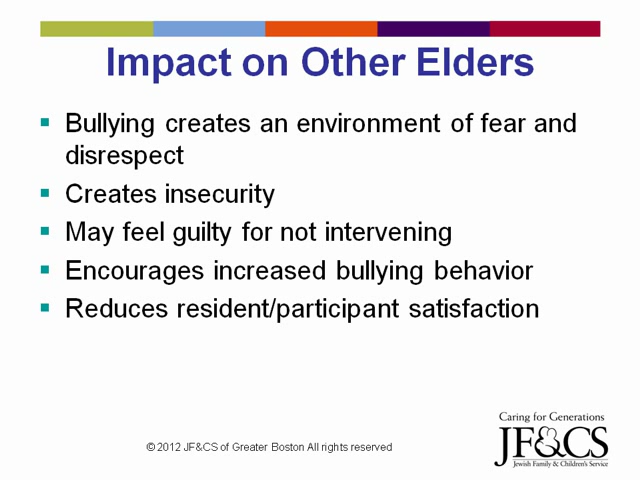 Impact on Other Elders
▪ Bullying creates an environment of fear and
disrespect
▪ Creates insecurity
▪ May feel guilty for not intervening
▪ Encourages increased bullying behavior
▪ Reduces resident/participant satisfaction
Caring for Generations
JF&CS
Jewish Family & Children's Service
© 2012 JF&CS of Greater Boston All rights reserved